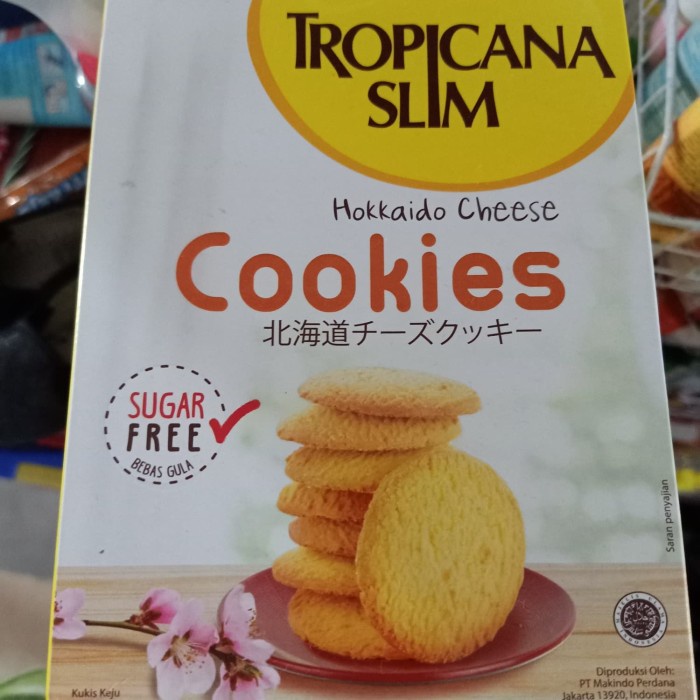 TROPICANA
SLIM
Hokkaido Cheese
Cookies
北海道チーズクッキー
SUGAR
FREE
BEBAS GULA
Saran penyajian
Kukis Keju
Diproduksi Oleh:
PT Makindo Perdana
Jakarta 13920, Indonesia